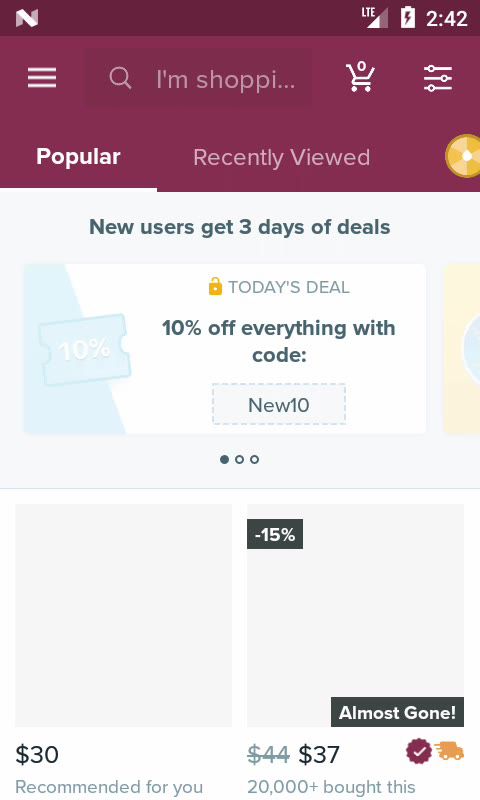 LTE 2:42
I'm shoppi... 0
Popular Recently Viewed
New users get 3 days of deals
TODAY'S DEAL
10% off everything with
code:
10%
New10
-15%
Almost Gone!
$30 $44 $37
Recommended for you 20,000+ bought this